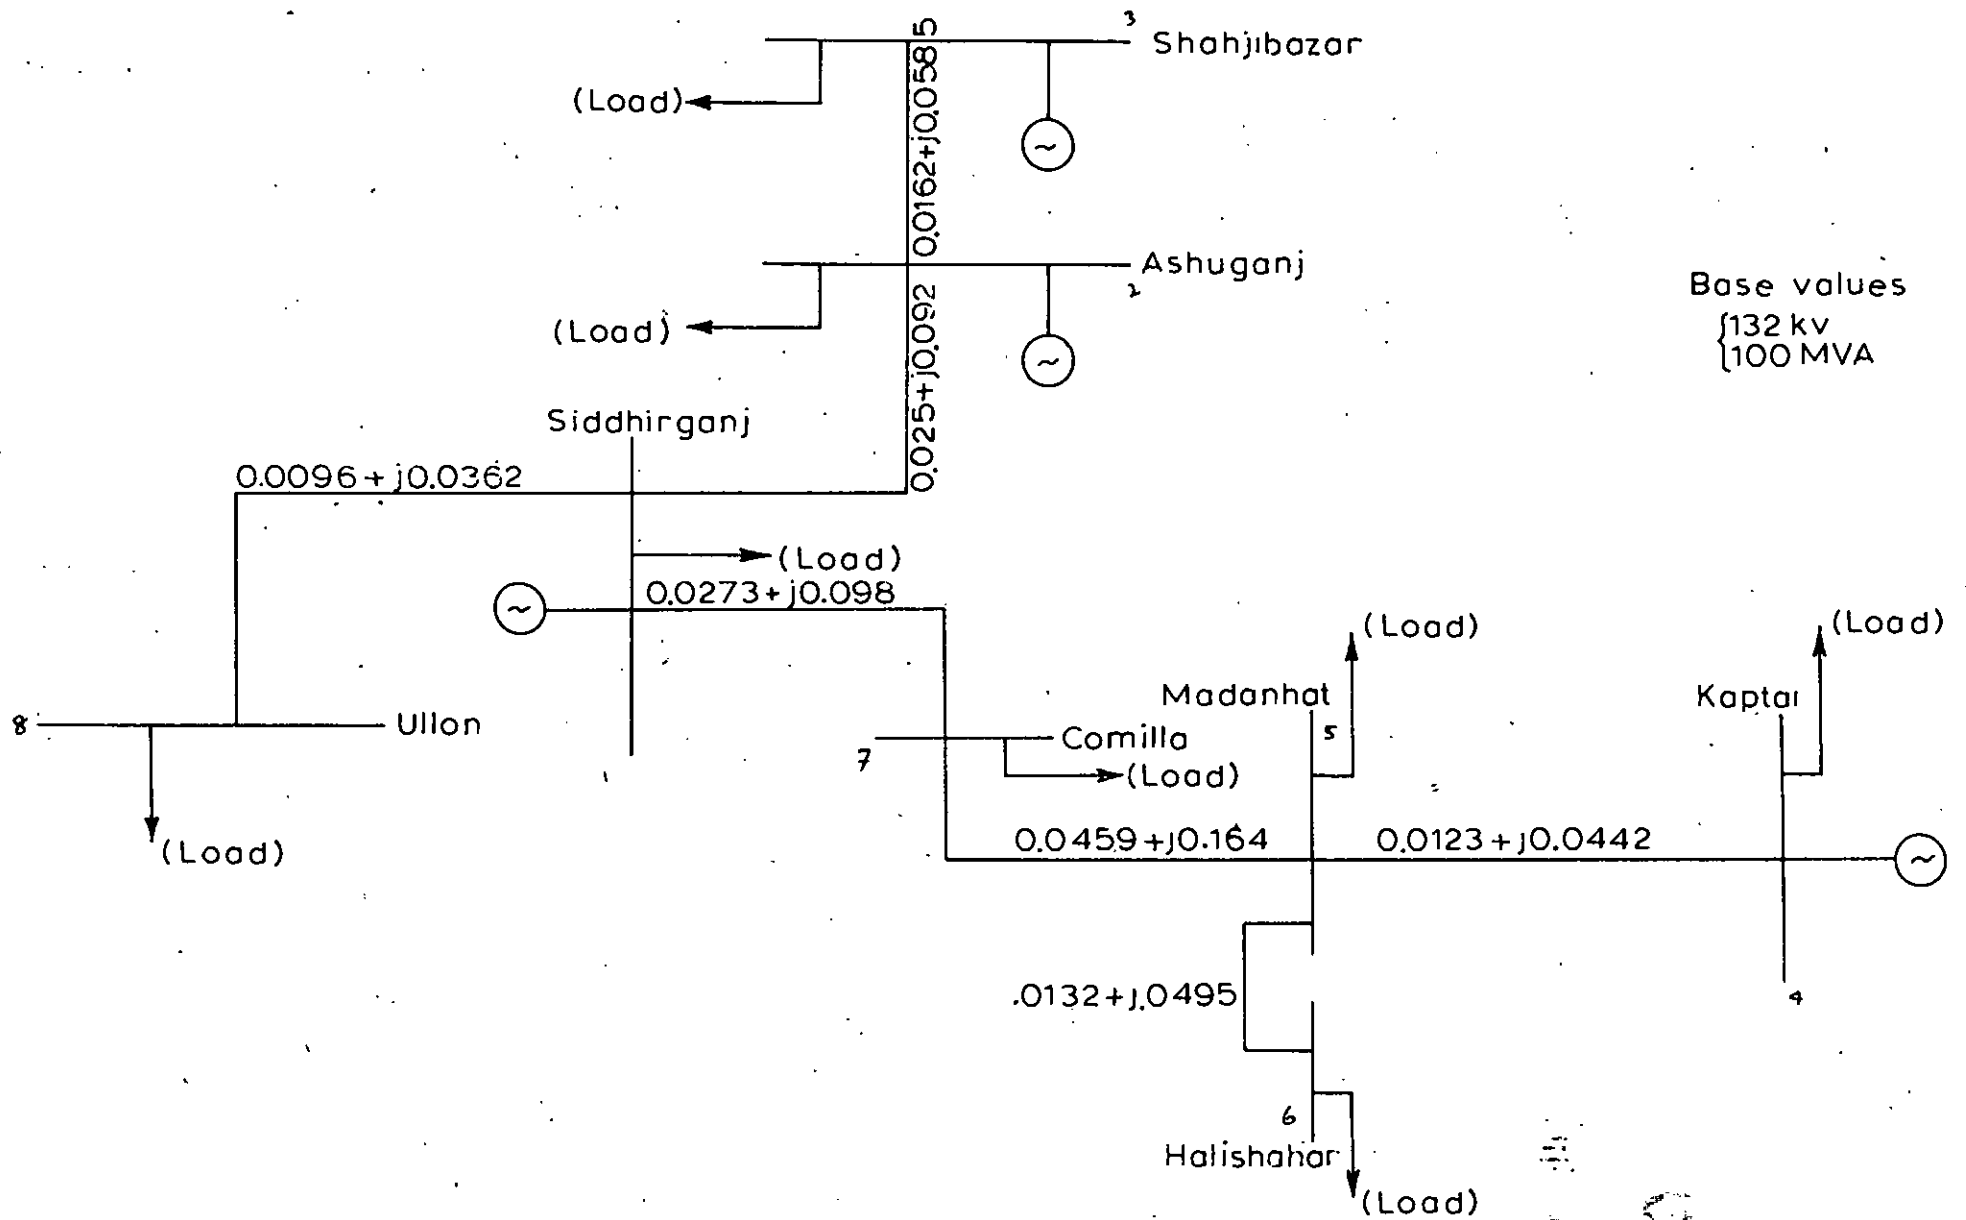 3
Shahjibazar
(Load)
0.0162+j0.0585
~
Ashuganj
2
(Load)
0.025+j0.092
~
Base values
{132 kv
{100 MVA
Siddhirganj
0.0096+j0.0362
(Load)
0.0273+j0.098
~
1
8
Ullon
(Load)
7
Comilla
(Load)
Madanhat
5
(Load)
Kaptai
(Load)
0.0459+j0.164
0.0123+j0.0442
~
4
.0132+j.0495
6
Halishahar
(Load)